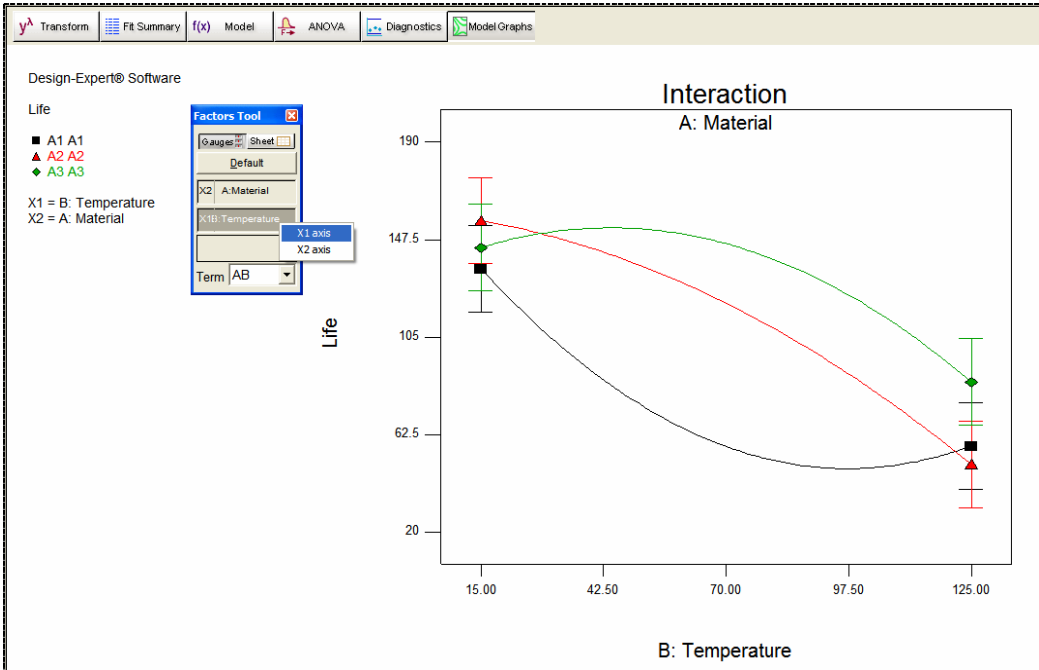 yλ Transform Fit Summary f(x) Model ANOVA Diagnostics Model Graphs
Design-Expert® Software
Life
A1 A1
A2 A2
A3 A3
X1 = B: Temperature
X2 = A: Material
Factors Tool
Gauges Sheet
Default
X2 A:Material
X1 B:Temperature
X1 axis
X2 axis
Term AB
Interaction
A: Material
190
147.5
105
62.5
20
Life
15.00 42.50 70.00 97.50 125.00
B: Temperature